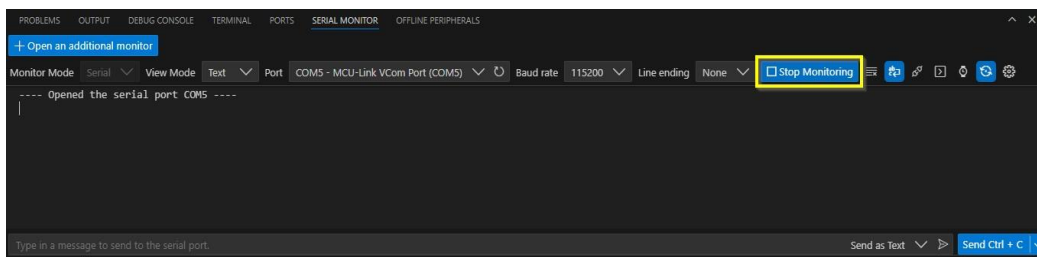 PROBLEMS OUTPUT DEBUG CONSOLE TERMINAL PORTS SERIAL MONITOR OFFLINE PERIPHERALS
+ Open an additional monitor
Monitor Mode Serial View Mode Text Port COM5 - MCU-Link VCom Port (COM5) Baud rate 115200 Line ending None Stop Monitoring
---- Opened the serial port COM5 ----
Type in a message to send to the serial port. Send as Text Send Ctrl + C